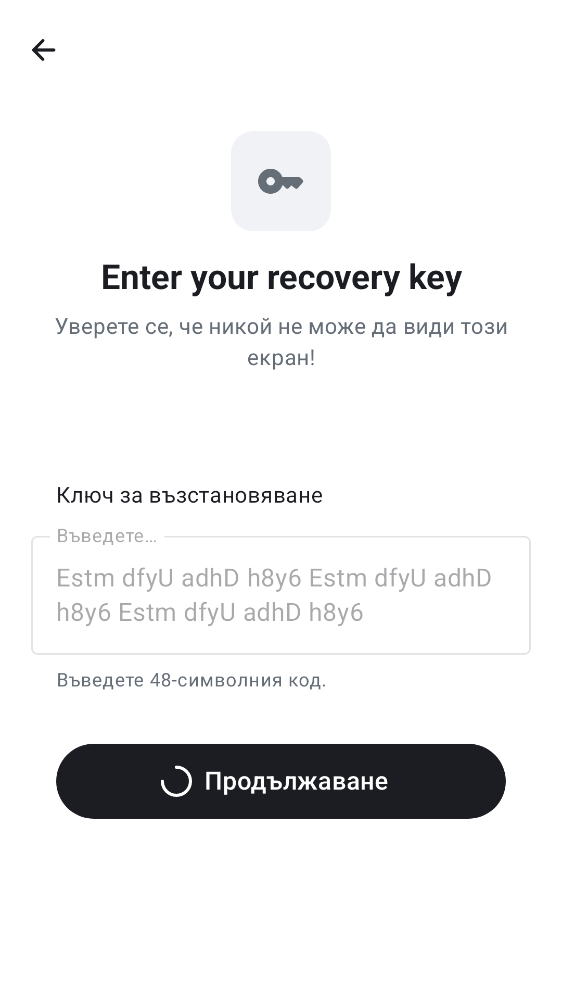 Enter your recovery key
Уверете се, че никой не може да види този
екран!
Ключ за възстановяване
Въведете…
Estm dfyU adhD h8y6 Estm dfyU adhD
h8y6 Estm dfyU adhD h8y6
Въведете 48-символния код.
Продължаване